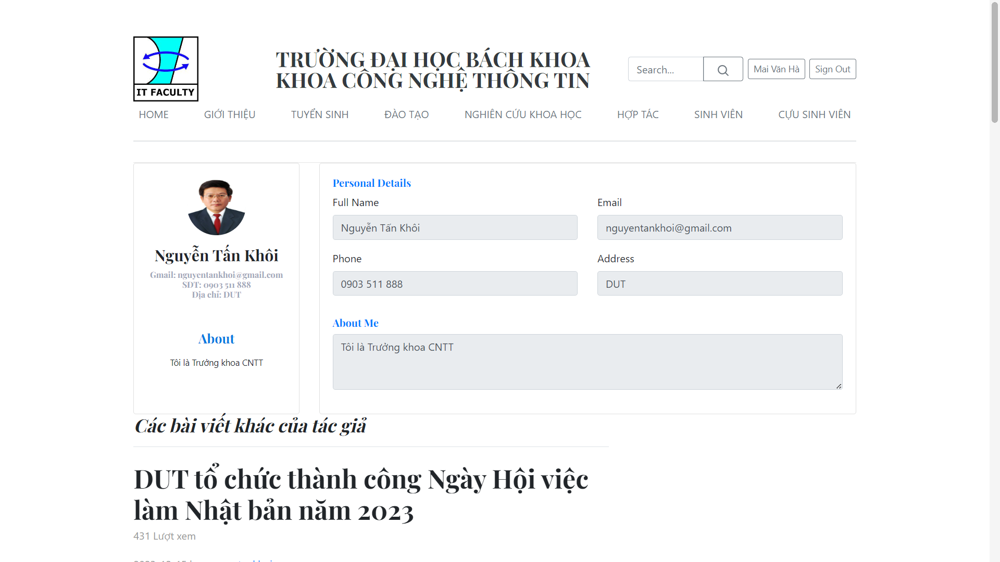 IT FACULTY
TRƯỜNG ĐẠI HỌC BÁCH KHOA
KHOA CÔNG NGHỆ THÔNG TIN
Search...
Mai Văn Hà
Sign Out
HOME
GIỚI THIỆU
TUYỂN SINH
ĐÀO TẠO
NGHIÊN CỨU KHOA HỌC
HỢP TÁC
SINH VIÊN
CỰU SINH VIÊN
Nguyễn Tấn Khôi
Gmail: nguyentankhoi@gmail.com
SDT: 0903 511 888
Địa chỉ: DUT
About
Tôi là Trưởng khoa CNTT
Personal Details
Full Name
Nguyễn Tấn Khôi
Email
nguyentankhoi@gmail.com
Phone
0903 511 888
Address
DUT
About Me
Tôi là Trưởng khoa CNTT
Các bài viết khác của tác giả
DUT tổ chức thành công Ngày Hội việc
làm Nhật bản năm 2023
431 Lượt xem